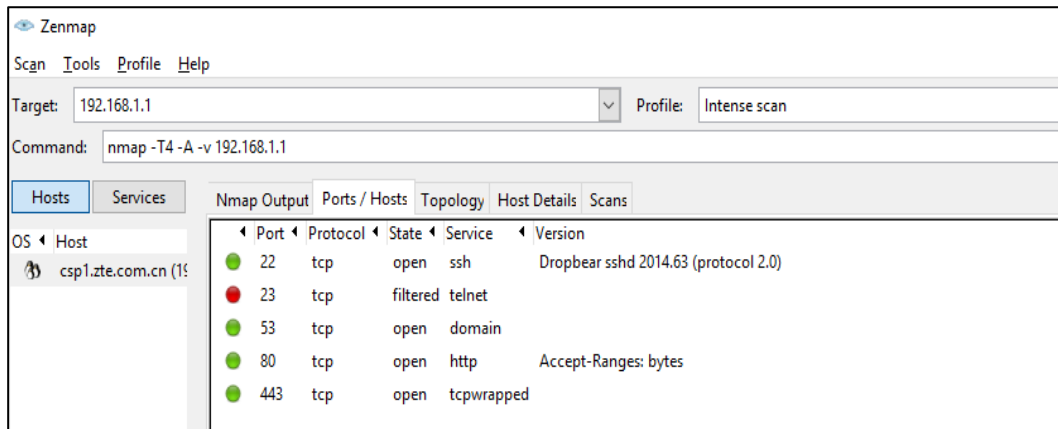 Zenmap
Scan Tools Profile Help
Target: 192.168.1.1 Profile: Intense scan
Command: nmap -T4 -A -v 192.168.1.1
Hosts Services Nmap Output Ports / Hosts Topology Host Details Scans
OS Host Port Protocol State Service Version
csp1.zte.com.cn (19 22 tcp open ssh Dropbear sshd 2014.63 (protocol 2.0)
23 tcp filtered telnet
53 tcp open domain
80 tcp open http Accept-Ranges: bytes
443 tcp open tcpwrapped